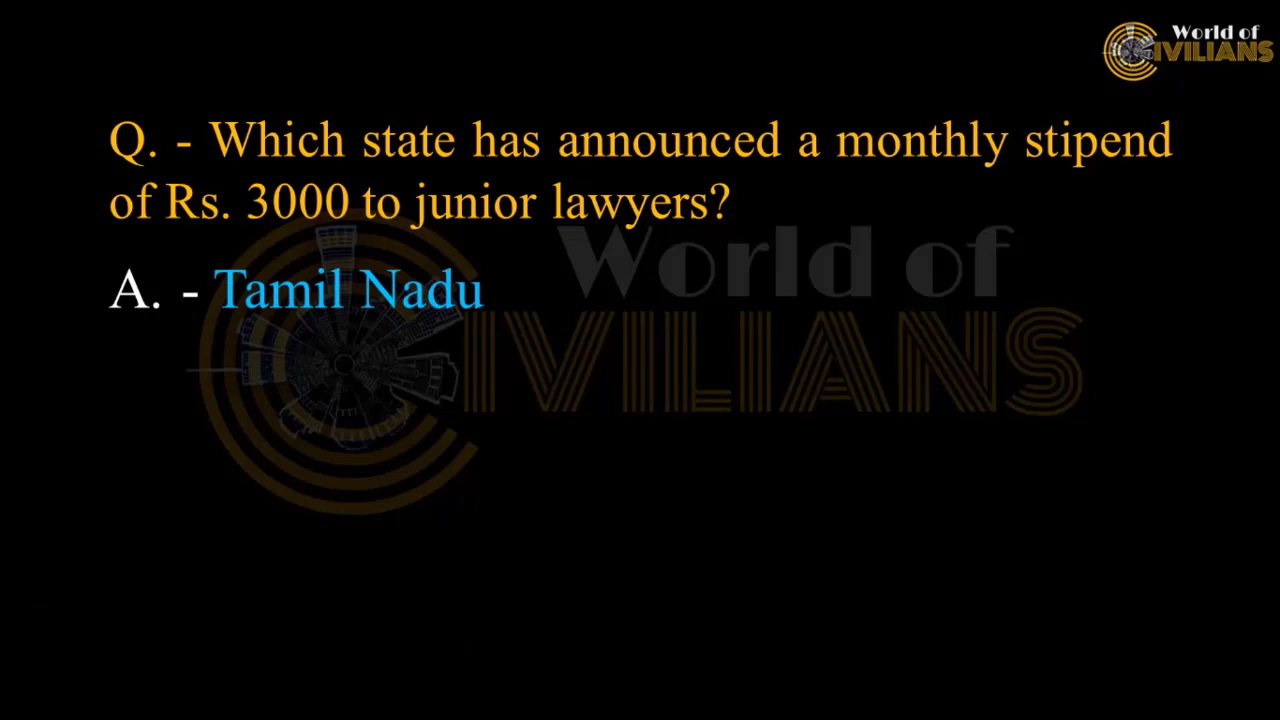 World of
CIVILIANS
Q. - Which state has announced a monthly stipend
of Rs. 3000 to junior lawyers?
A. - Tamil Nadu
World of
CIVILIANS